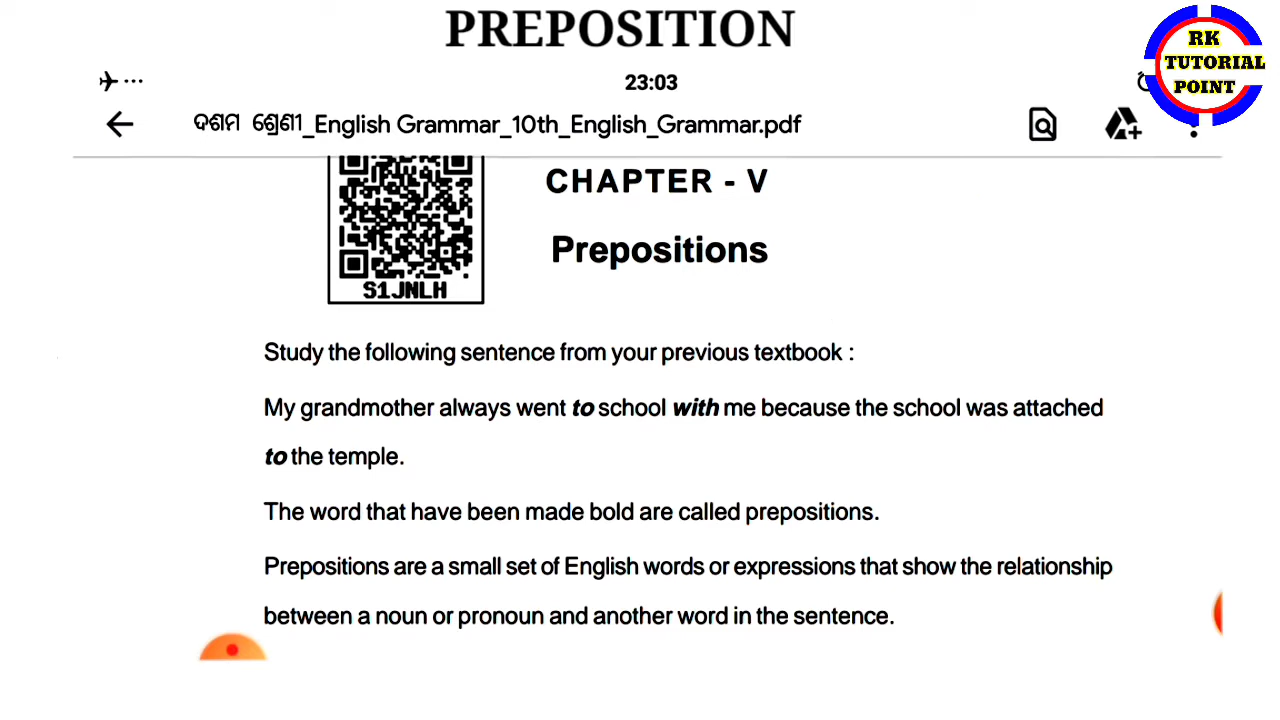 PREPOSITION
RK
TUTORIAL
POINT
23:03
ଦଶମ ଶ୍ରେଣୀ_English Grammar_10th_English_Grammar.pdf
CHAPTER - V
Prepositions
S1JNLH
Study the following sentence from your previous textbook :
My grandmother always went to school with me because the school was attached
to the temple.
The word that have been made bold are called prepositions.
Prepositions are a small set of English words or expressions that show the relationship
between a noun or pronoun and another word in the sentence.